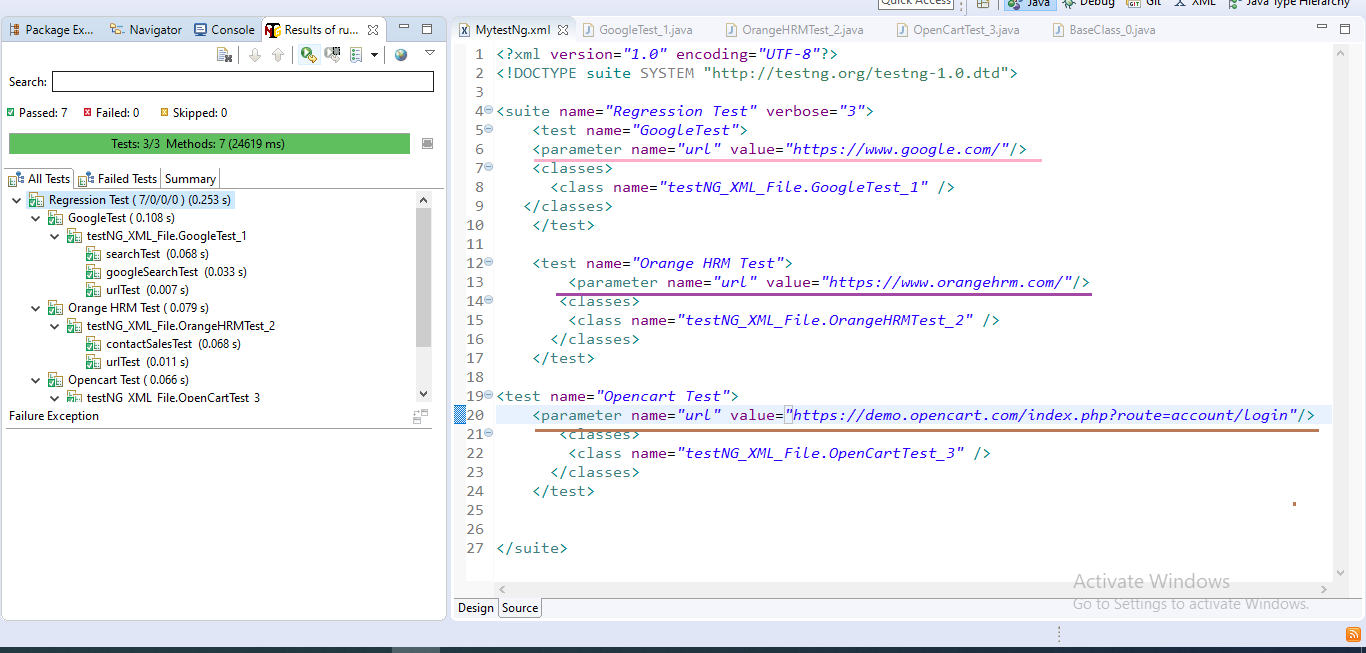 Quick Access
Java
Debug
Git
XML
Java Type Hierarchy
Package Ex...
Navigator
Console
Results of ru...
Search:
Passed: 7
Failed: 0
Skipped: 0
Tests: 3/3 Methods: 7 (24619 ms)
All Tests
Failed Tests
Summary
Regression Test ( 7/0/0/0 ) (0.253 s)
GoogleTest ( 0.108 s)
testNG_XML_File.GoogleTest_1
searchTest (0.068 s)
googleSearchTest (0.033 s)
urlTest (0.007 s)
Orange HRM Test ( 0.079 s)
testNG_XML_File.OrangeHRMTest_2
contactSalesTest (0.068 s)
urlTest (0.011 s)
Opencart Test ( 0.066 s)
testNG_XML_File.OpenCartTest_3
Failure Exception
MytestNg.xml
GoogleTest_1.java
OrangeHRMTest_2.java
OpenCartTest_3.java
BaseClass_0.java
1 <?xml version="1.0" encoding="UTF-8"?>
2 <!DOCTYPE suite SYSTEM "http://testng.org/testng-1.0.dtd">
3
4 <suite name="Regression Test" verbose="3">
5 <test name="GoogleTest">
6 <parameter name="url" value="https://www.google.com/"/>
7 <classes>
8 <class name="testNG_XML_File.GoogleTest_1" />
9 </classes>
10 </test>
11
12 <test name="Orange HRM Test">
13 <parameter name="url" value="https://www.orangehrm.com/"/>
14 <classes>
15 <class name="testNG_XML_File.OrangeHRMTest_2" />
16 </classes>
17 </test>
18
19 <test name="Opencart Test">
20 <parameter name="url" value="https://demo.opencart.com/index.php?route=account/login"/>
21 <classes>
22 <class name="testNG_XML_File.OpenCartTest_3" />
23 </classes>
24 </test>
25
26
27 </suite>
Design
Source
Activate Windows
Go to Settings to activate Windows.